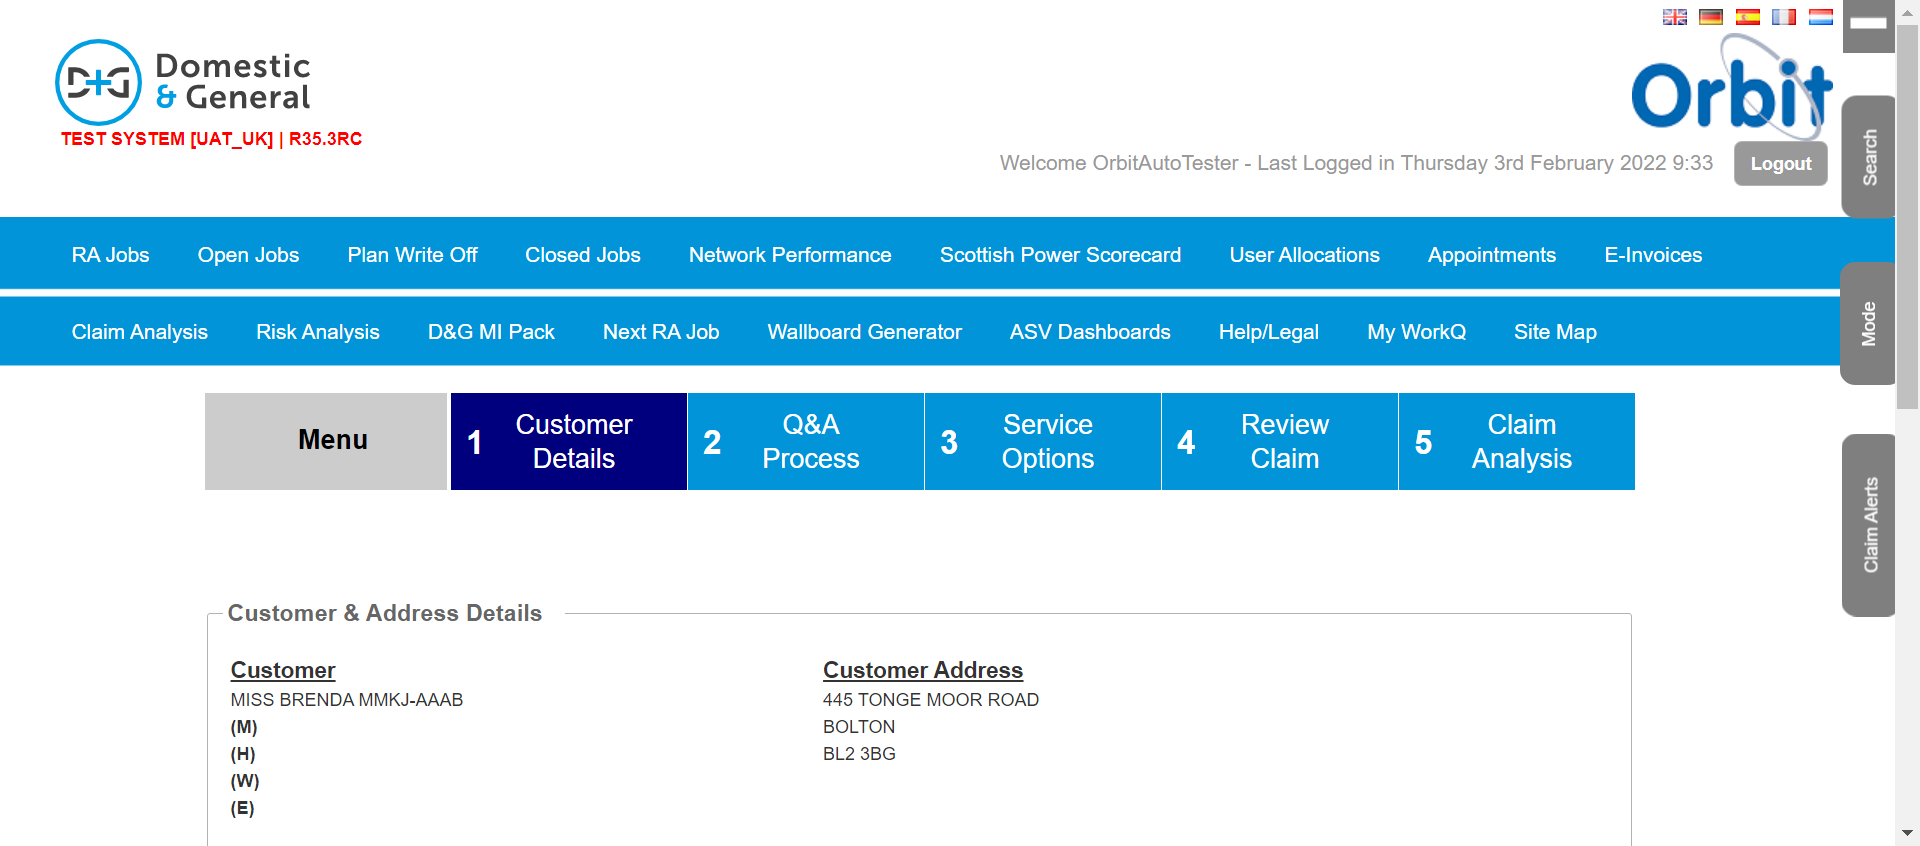 D+G Domestic
& General
TEST SYSTEM [UAT_UK] | R35.3RC
Orbit
Welcome OrbitAutoTester - Last Logged in Thursday 3rd February 2022 9:33
Logout
Search
Mode
Claim Alerts
RA Jobs Open Jobs Plan Write Off Closed Jobs Network Performance Scottish Power Scorecard User Allocations Appointments E-Invoices
Claim Analysis Risk Analysis D&G MI Pack Next RA Job Wallboard Generator ASV Dashboards Help/Legal My WorkQ Site Map
Menu
1 Customer
Details
2 Q&A
Process
3 Service
Options
4 Review
Claim
5 Claim
Analysis
Customer & Address Details
Customer
MISS BRENDA MMKJ-AAAB
(M)
(H)
(W)
(E)
Customer Address
445 TONGE MOOR ROAD
BOLTON
BL2 3BG